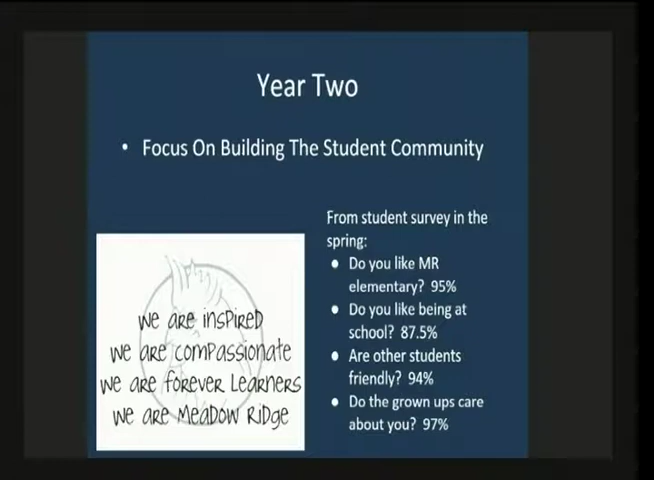 Year Two
• Focus On Building The Student Community
From student survey in the
spring:
● Do you like MR
elementary? 95%
● Do you like being at
school? 87.5%
● Are other students
friendly? 94%
● Do the grown ups care
about you? 97%
we are inspired
we are compassionate
we are forever Learners
we are Meadow Ridge